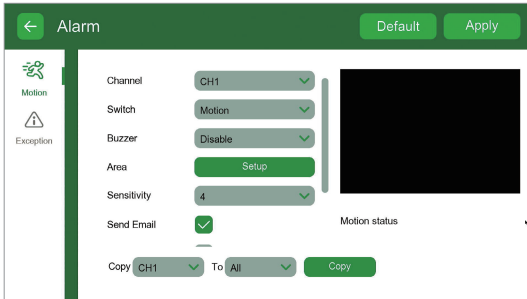 Alarm Default Apply
Motion
Exception
Channel CH1
Switch Motion
Buzzer Disable
Area Setup
Sensitivity 4
Send Email
Motion status
Copy CH1 To All Copy